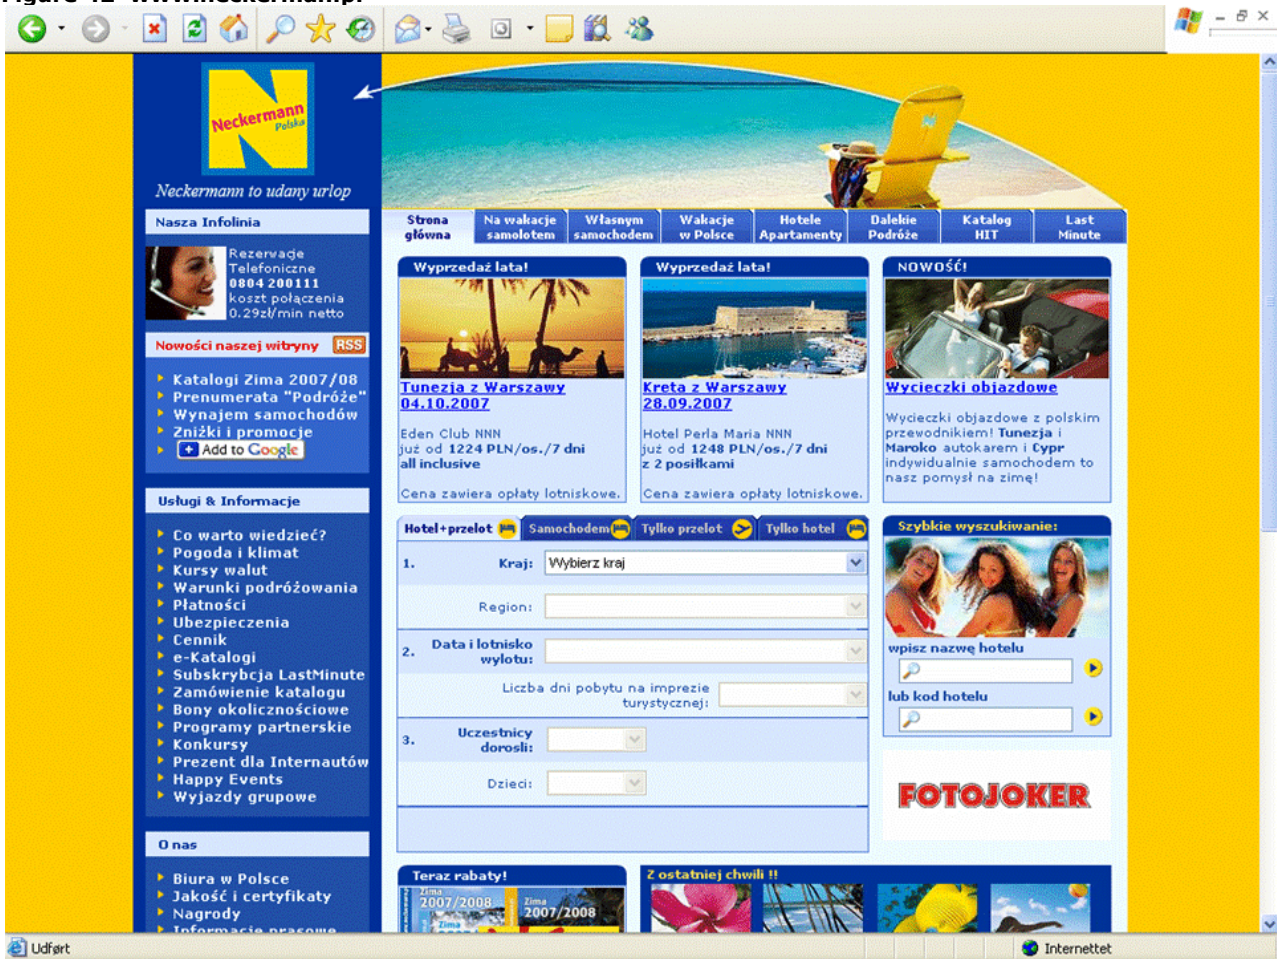 Neckermann
Polska
Neckermann to udany urlop
Nasza Infolinia
Rezerwacje
Telefoniczne
0804 200111
koszt połączenia
0.29zł/min netto
Nowości naszej witryny RSS
Katalogi Zima 2007/08
Prenumerata "Podróże"
Wynajem samochodów
Zniżki i promocje
Add to Google
Usługi & Informacje
Co warto wiedzieć?
Pogoda i klimat
Kursy walut
Warunki podróżowania
Płatności
Ubezpieczenia
Cennik
e-Katalogi
Subskrybcja LastMinute
Zamówienie katalogu
Bony okolicznościowe
Programy partnerskie
Konkursy
Prezent dla Internautów
Happy Events
Wyjazdy grupowe
O nas
Biura w Polsce
Jakość i certyfikaty
Nagrody
Informacje prasowe
Strona główna
Na wakacje samolotem
Własnym samochodem
Wakacje w Polsce
Hotele Apartamenty
Dalekie Podróże
Katalog HIT
Last Minute
Wyprzedaż lata!
Tunezja z Warszawy
04.10.2007
Eden Club NNN
już od 1224 PLN/os./7 dni
all inclusive
Cena zawiera opłaty lotniskowe.
Wyprzedaż lata!
Kreta z Warszawy
28.09.2007
Hotel Perla Maria NNN
już od 1248 PLN/os./7 dni
z 2 posiłkami
Cena zawiera opłaty lotniskowe.
NOWOŚĆ!
Wycieczki objazdowe
Wycieczki objazdowe z polskim
przewodnikiem! Tunezja i
Maroko autokarem i Cypr
indywidualnie samochodem to
nasz pomysł na zimę!
Hotel+przelot
Samochodem
Tylko przelot
Tylko hotel
1. Kraj: Wybierz kraj
Region:
2. Data i lotnisko
wylotu:
Liczba dni pobytu na imprezie
turystycznej:
3. Uczestnicy
dorosli:
Dzieci:
Szybkie wyszukiwanie:
wpisz nazwę hotelu
lub kod hotelu
FOTOJOKER
Teraz rabaty!
Zima
2007/2008
Zima
2007/2008
Zima
Z ostatniej chwili !!
Udført
Internettet